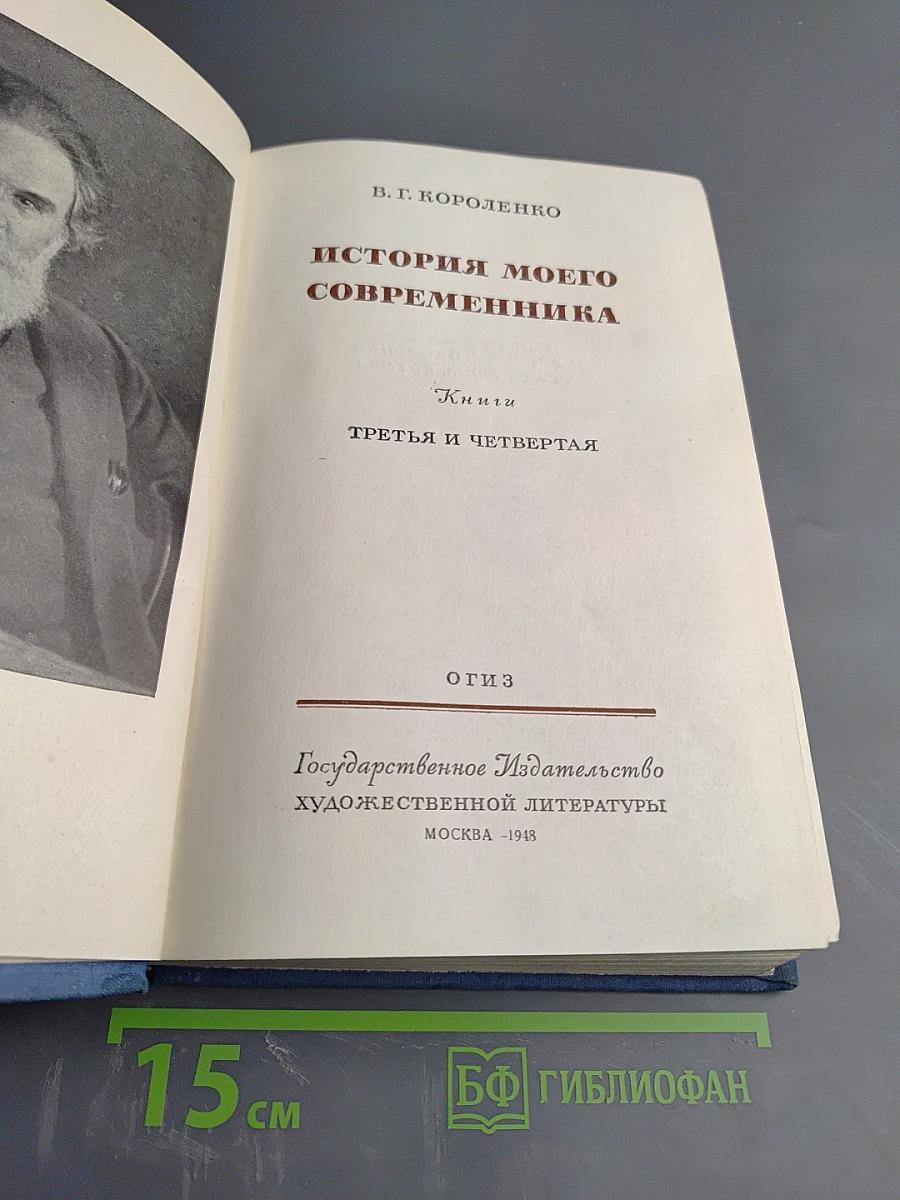 В. Г. КОРОЛЕНКО
ИСТОРИЯ МОЕГО
СОВРЕМЕННИКА
Книги
ТРЕТЬЯ И ЧЕТВЕРТАЯ
ОГИЗ
Государственное Издательство
ХУДОЖЕСТВЕННОЙ ЛИТЕРАТУРЫ
МОСКВА –1948
15 см
БФ ГИБЛИОФАН